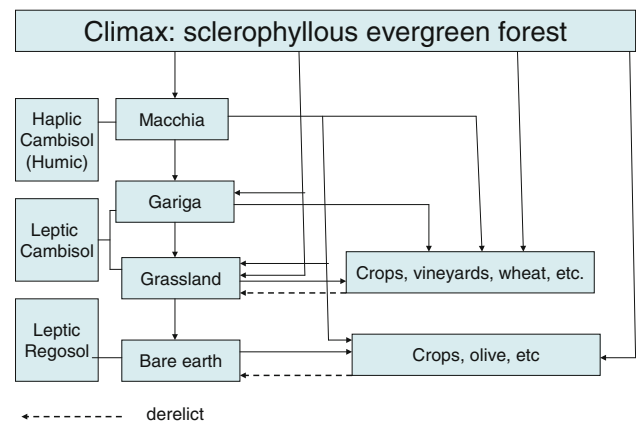 Climax: sclerophyllous evergreen forest
Haplic
Cambisol
(Humic)
Macchia
Gariga
Leptic
Cambisol
Grassland
Crops, vineyards, wheat, etc.
Leptic
Regosol
Bare earth
Crops, olive, etc
derelict